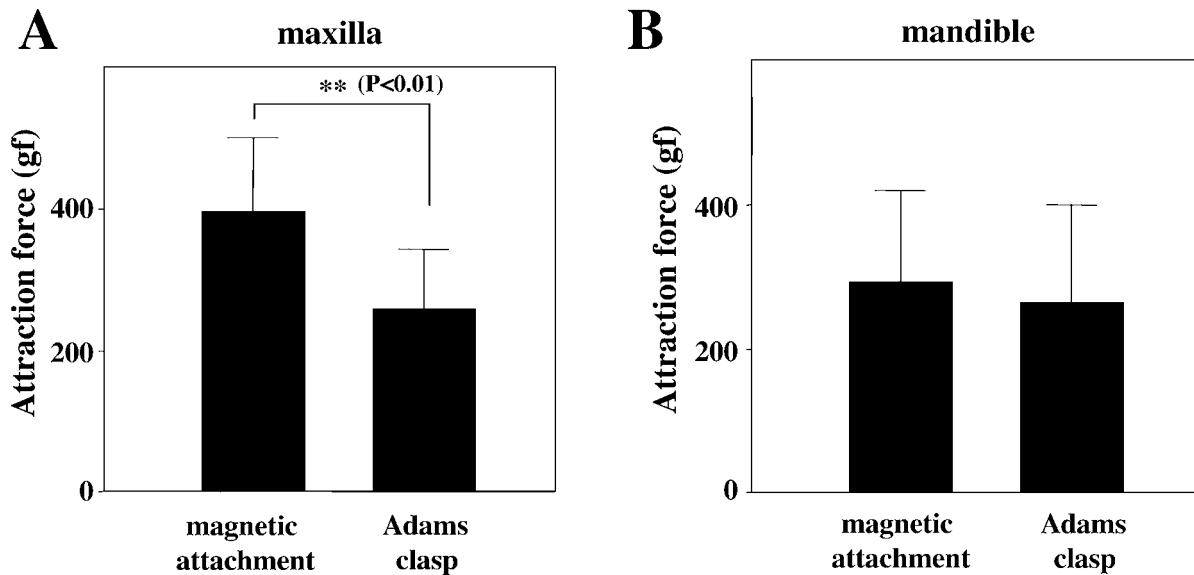 A
maxilla
** (P<0.01)
Attraction force (gf)
400
200
0
magnetic
attachment
Adams
clasp
B
mandible
Attraction force (gf)
400
200
0
magnetic
attachment
Adams
clasp